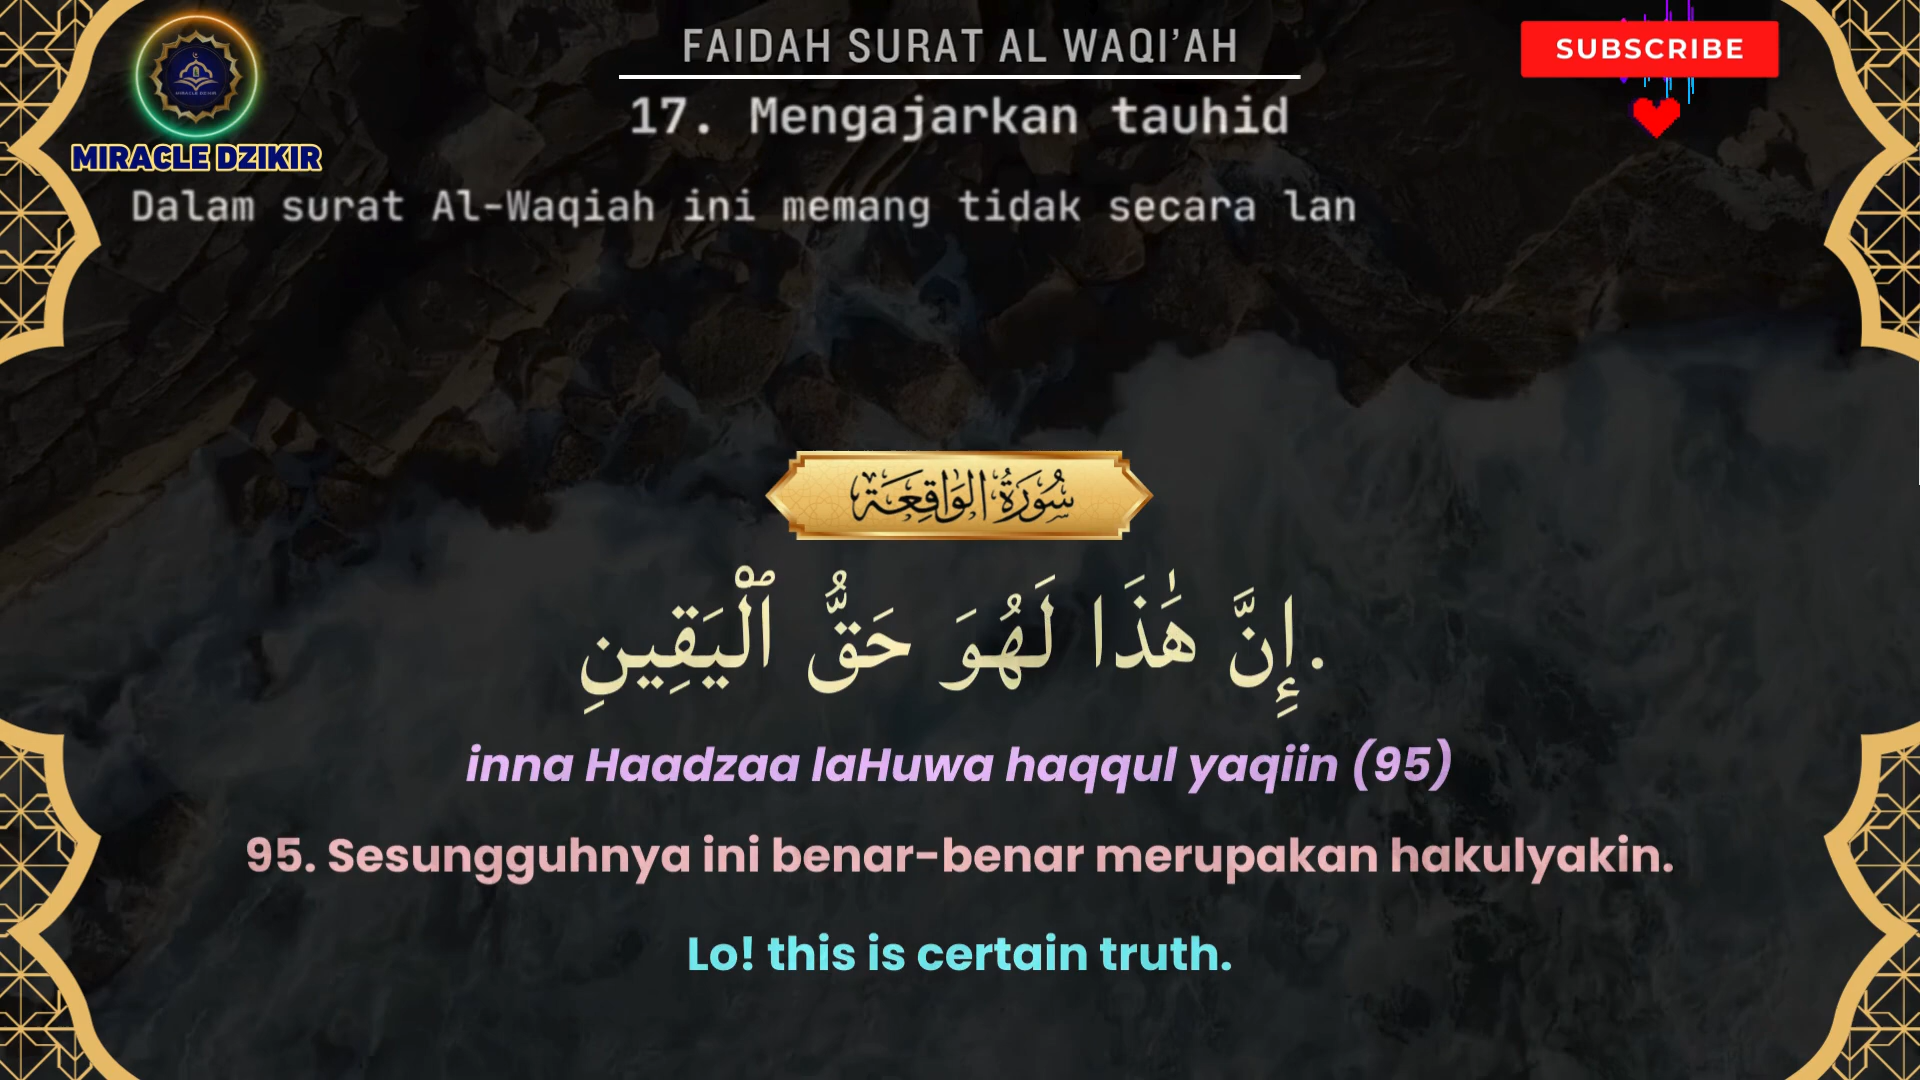 FAIDAH SURAT AL WAQI’AH
SUBSCRIBE
17. Mengajarkan tauhid
MIRACLE DZIKIR
Dalam surat Al-Waqiah ini memang tidak secara lan
سُورَةُ الوَاقِعَة
.إِنَّ هَٰذَا لَهُوَ حَقُّ ٱلْيَقِينِ
inna Haadzaa laHuwa haqqul yaqiin (95)
95. Sesungguhnya ini benar-benar merupakan hakulyakin.
Lo! this is certain truth.